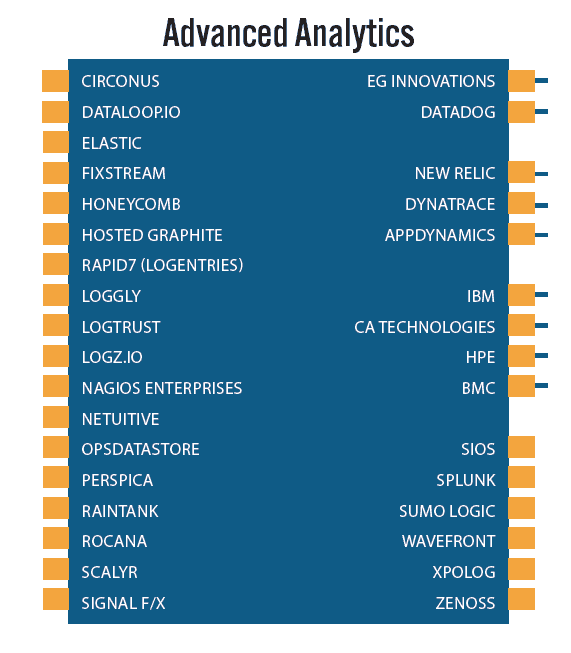 Advanced Analytics
CIRCONUS
DATALOOP.IO
ELASTIC
FIXSTREAM
HONEYCOMB
HOSTED GRAPHITE
RAPID7 (LOGENTRIES)
LOGGLY
LOGTRUST
LOGZ.IO
NAGIOS ENTERPRISES
NETUITIVE
OPSDATASTORE
PERSPICA
RAINTANK
ROCANA
SCALYR
SIGNAL F/X
EG INNOVATIONS
DATADOG
NEW RELIC
DYNATRACE
APPDYNAMICS
IBM
CA TECHNOLOGIES
HPE
BMC
SIOS
SPLUNK
SUMO LOGIC
WAVEFRONT
XPOLOG
ZENOSS